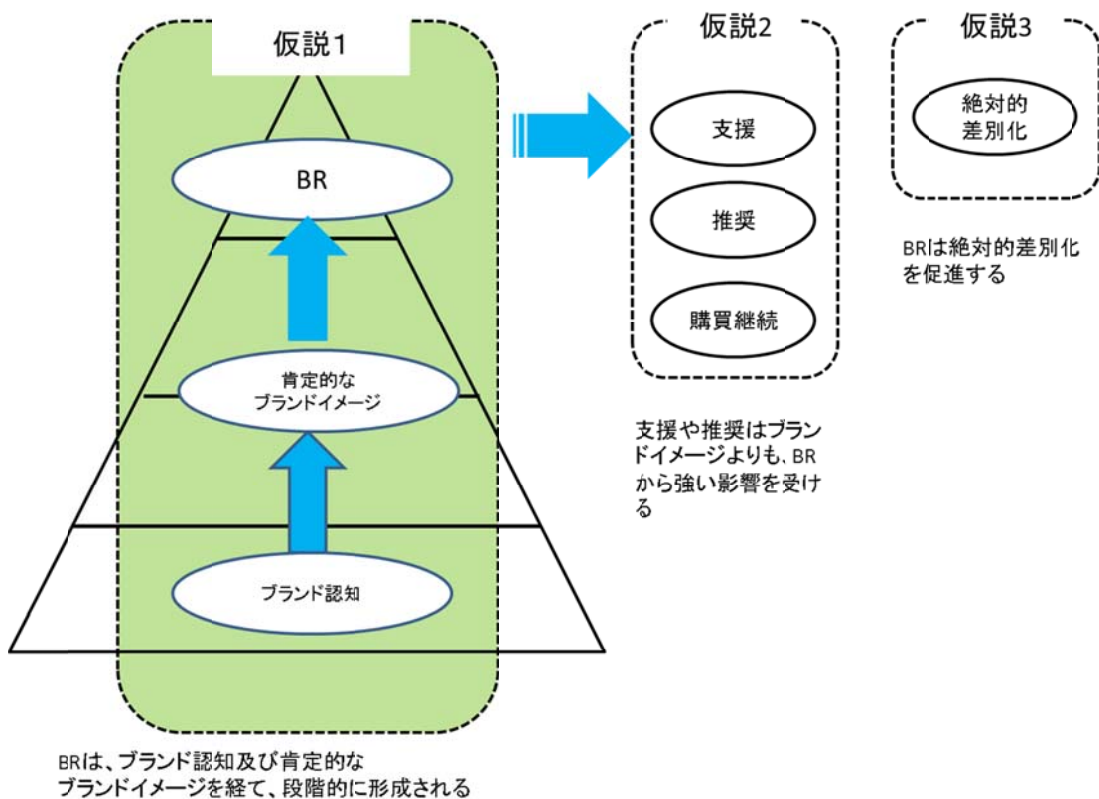 仮説1
BR
肯定的な
ブランドイメージ
ブランド認知
BRは、ブランド認知及び肯定的な
ブランドイメージを経て、段階的に形成される
仮説2
支援
推奨
購買継続
支援や推奨はブラン
ドイメージよりも、BR
から強い影響を受け
る
仮説3
絶対的
差別化
BRは絶対的差別化
を促進する